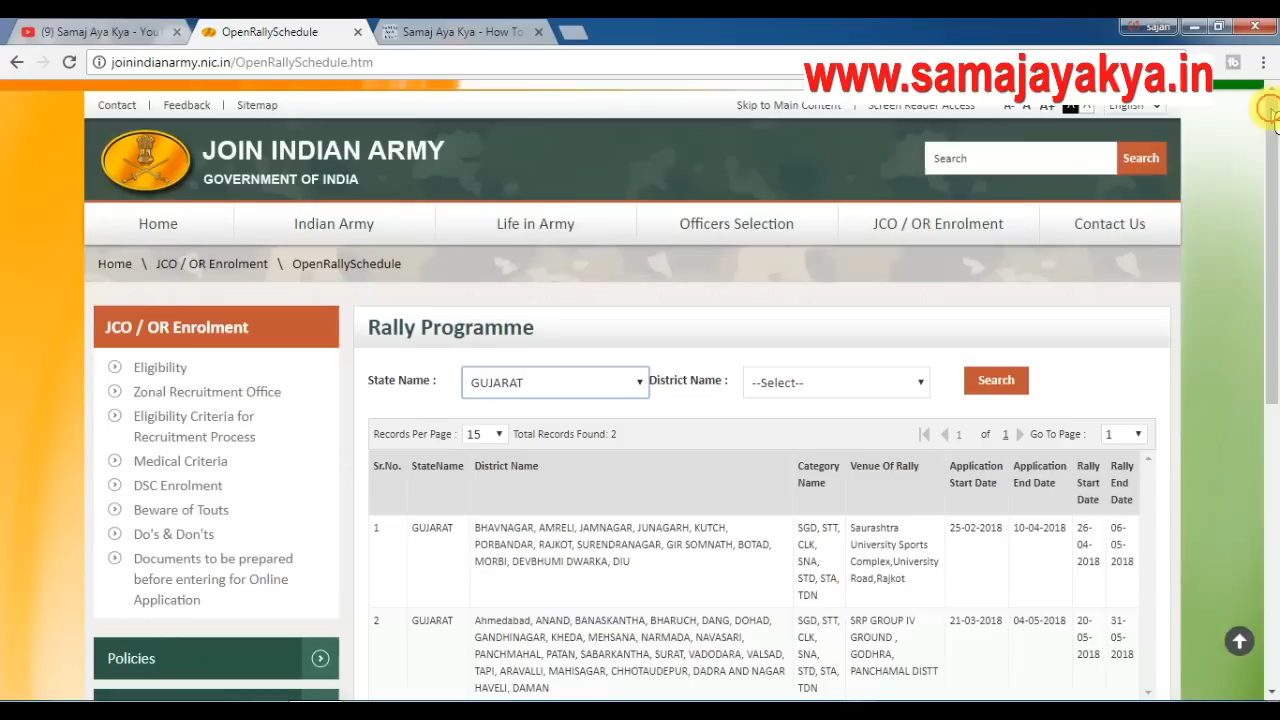 (9) Samaj Aya Kya - You
OpenRallySchedule
Samaj Aya Kya - How To
sajan
joinindianarmy.nic.in/OpenRallySchedule.htm
www.samajayakya.in
Contact
Feedback
Sitemap
Skip to Main Content
Screen Reader Access
A- A A+ A A
English
JOIN INDIAN ARMY
GOVERNMENT OF INDIA
Search
Search
Home
Indian Army
Life in Army
Officers Selection
JCO / OR Enrolment
Contact Us
Home \ JCO / OR Enrolment \ OpenRallySchedule
JCO / OR Enrolment
Eligibility
Zonal Recruitment Office
Eligibility Criteria for
Recruitment Process
Medical Criteria
DSC Enrolment
Beware of Touts
Do's & Don'ts
Documents to be prepared
before entering for Online
Application
Policies
Rally Programme
State Name :
GUJARAT
District Name :
--Select--
Search
Records Per Page : 15 Total Records Found: 2
1 of 1 Go To Page : 1
Sr.No.
StateName
District Name
Category
Name
Venue Of Rally
Application
Start Date
Application
End Date
Rally
Start
Date
Rally
End
Date
1
GUJARAT
BHAVNAGAR, AMRELI, JAMNAGAR, JUNAGARH, KUTCH,
PORBANDAR, RAJKOT, SURENDRANAGAR, GIR SOMNATH, BOTAD,
MORBI, DEVBHUMI DWARKA, DIU
SGD, STT,
CLK,
SNA,
STD, STA,
TDN
Saurashtra
University Sports
Complex,University
Road,Rajkot
25-02-2018
10-04-2018
26-
04-
2018
06-
05-
2018
2
GUJARAT
Ahmedabad, ANAND, BANASKANTHA, BHARUCH, DANG, DOHAD,
GANDHINAGAR, KHEDA, MEHSANA, NARMADA, NAVASARI,
PANCHMAHAL, PATAN, SABARKANTHA, SURAT, VADODARA, VALSAD,
TAPI, ARAVALLI, MAHISAGAR, CHHOTAUDEPUR, DADRA AND NAGAR
HAVELI, DAMAN
SGD, STT,
CLK,
SNA,
STD, STA,
TDN
SRP GROUP IV
GROUND ,
GODHRA,
PANCHAMAL DISTT
21-03-2018
04-05-2018
20-
05-
2018
31-
05-
2018